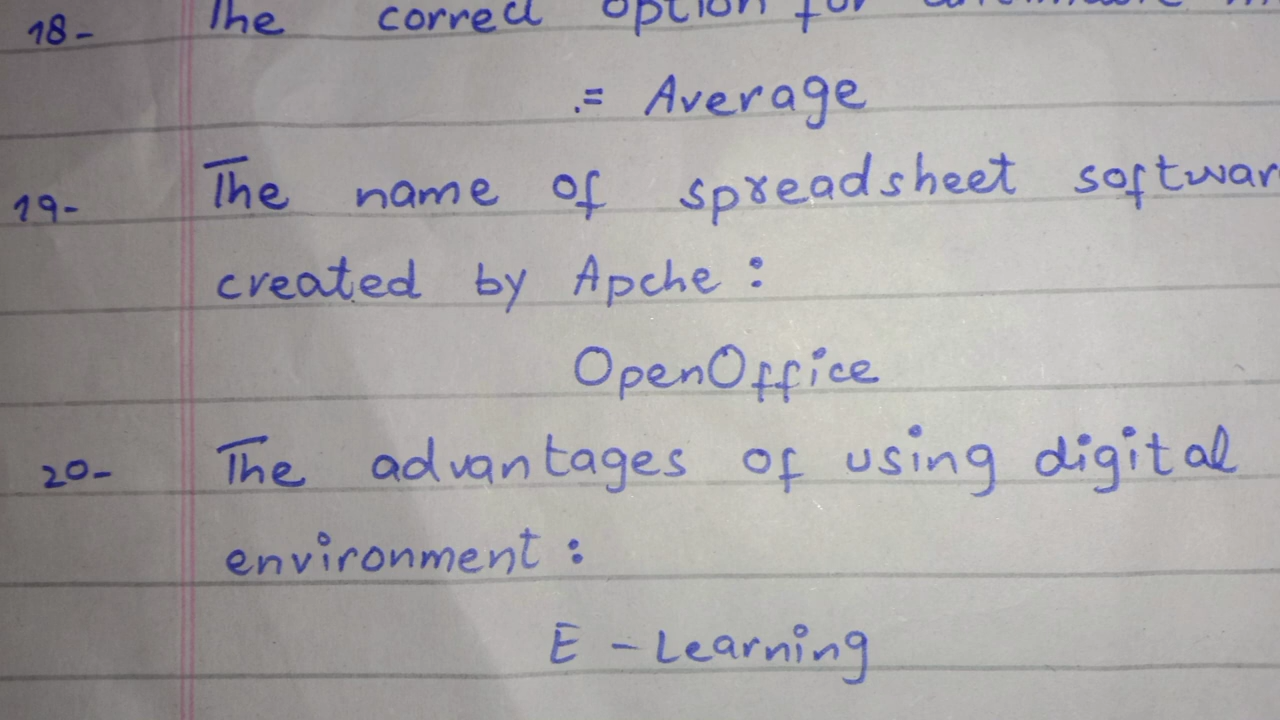 18- The correct option for
.= Average
19- The name of spreadsheet softwar
created by Apche :
OpenOffice
20- The advantages of using digital
environment :
E - Learning